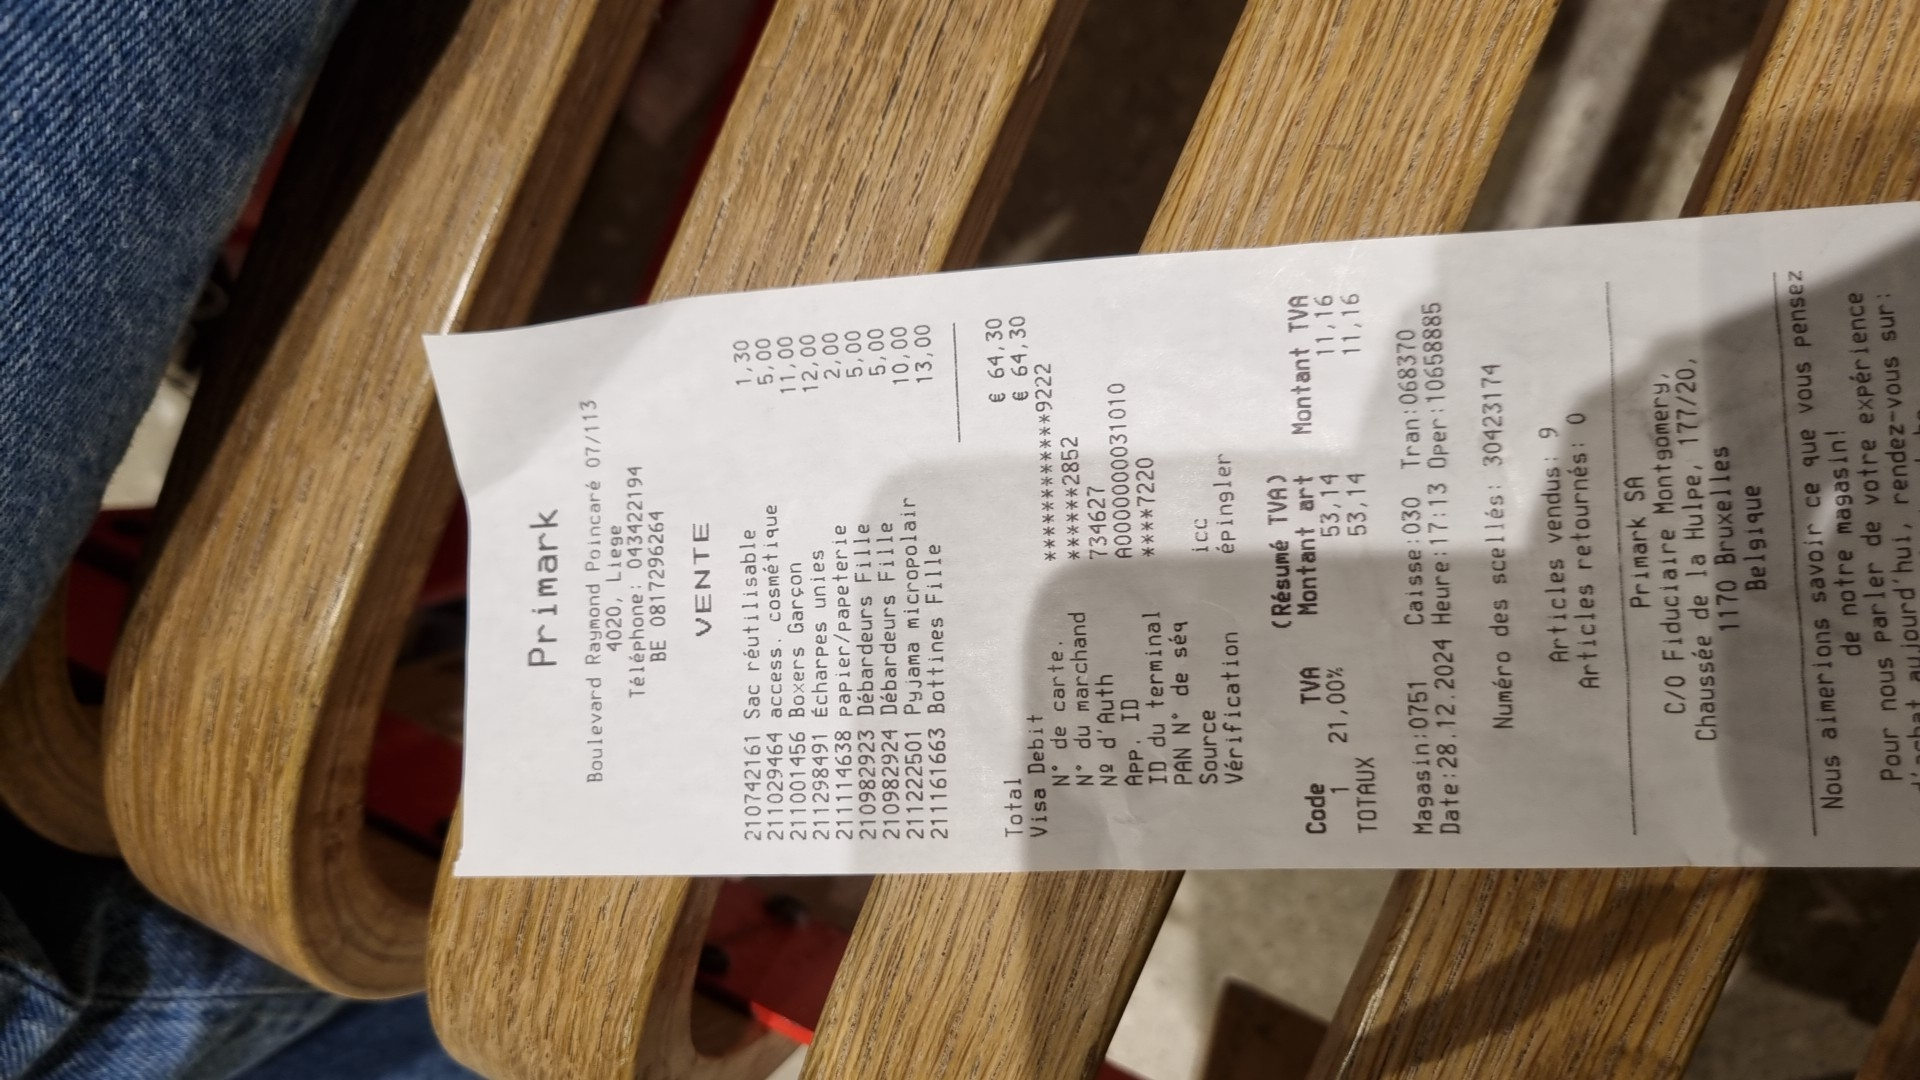 Primark
Boulevard Raymond Poincaré 07/13
4020, Liege
Téléphone: 043422194
BE 0817296264
VENTE
210742161 Sac réutilisable 1,30
211029464 access. cosmétique 5,00
211001456 Boxers Garçon 11,00
211298491 Écharpes unies 12,00
211114638 papier/papeterie 2,00
210982923 Débardeurs Fille 5,00
210982924 Débardeurs Fille 5,00
211222501 Pyjama micropolair 10,00
211161663 Bottines Fille 13,00
Total € 64,30
Visa Debit € 64,30
N° de carte. ************9222
N° du marchand ******2852
Nº d'Auth 734627
App. ID A0000000031010
ID du terminal ****7220
PAN N° de séq
Source icc
Vérification épingler
(Résumé TVA)
Code TVA Montant art Montant TVA
1 21,00% 53,14 11,16
TOTAUX 53,14 11,16
Magasin:0751 Caisse:030 Tran:068370
Date:28.12.2024 Heure:17:13 Oper:10658885
Numéro des scellés: 30423174
Articles vendus: 9
Articles retournés: 0
Primark SA
C/O Fiduciaire Montgomery,
Chaussée de la Hulpe, 177/20,
1170 Bruxelles
Belgique
Nous aimerions savoir ce que vous pensez
de notre magasin!
Pour nous parler de votre expérience
d'achat aujourd'hui, rendez-vous sur: